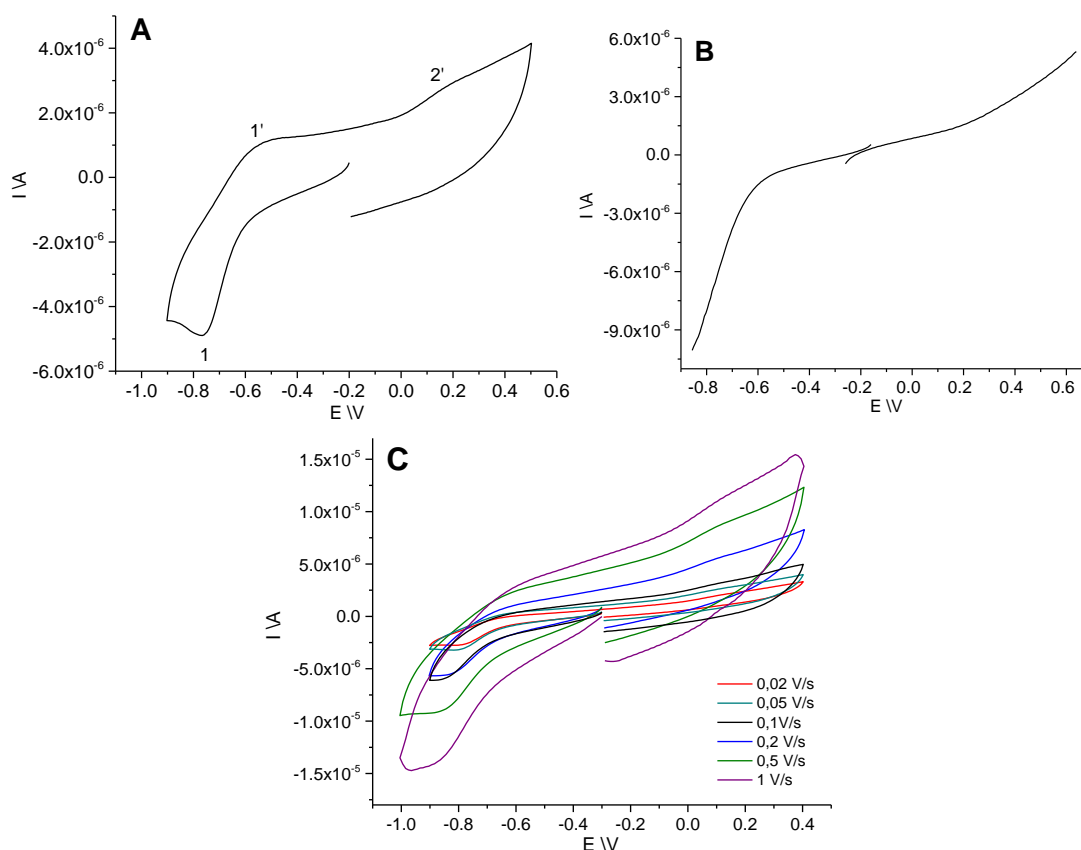 A
4.0x10⁻⁶
2.0x10⁻⁶
0.0
-2.0x10⁻⁶
-4.0x10⁻⁶
-6.0x10⁻⁶
I \A
1'
2'
1
-1.0 -0.8 -0.6 -0.4 -0.2 0.0 0.2 0.4 0.6
E \V
B
6.0x10⁻⁶
3.0x10⁻⁶
0.0
-3.0x10⁻⁶
-6.0x10⁻⁶
-9.0x10⁻⁶
I \A
-0.8 -0.6 -0.4 -0.2 0.0 0.2 0.4 0.6
E \V
C
1.5x10⁻⁵
1.0x10⁻⁵
5.0x10⁻⁶
0.0
-5.0x10⁻⁶
-1.0x10⁻⁵
-1.5x10⁻⁵
I \A
0,02 V/s
0,05 V/s
0,1V/s
0,2 V/s
0,5 V/s
1 V/s
-1.0 -0.8 -0.6 -0.4 -0.2 0.0 0.2 0.4
E \V